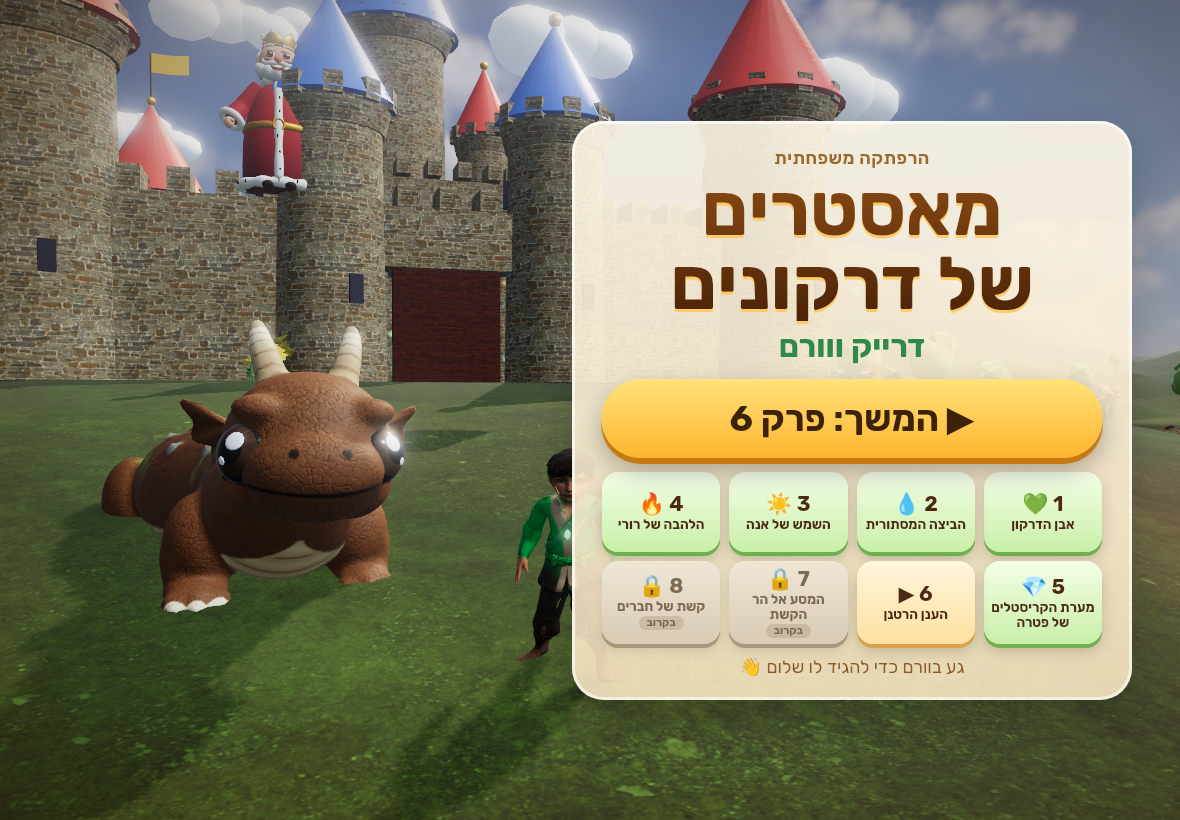 הרפתקה משפחתית
מאסטרים
של דרקונים
דרייק ווורם
▶ המשך: פרק 6
1 💚
אבן הדרקון
2 💧
הביצה המסתורית
3 ☀️
השמש של אנה
4 🔥
הלהבה של רורי
5 💎
מערת הקריסטלים
של פטרה
6 ▶
הענן הרטנן
7 🔒
המסע אל הר
הקשת
בקרוב
8 🔒
קשת של חברים
בקרוב
גע בוורם כדי להגיד לו שלום 👋